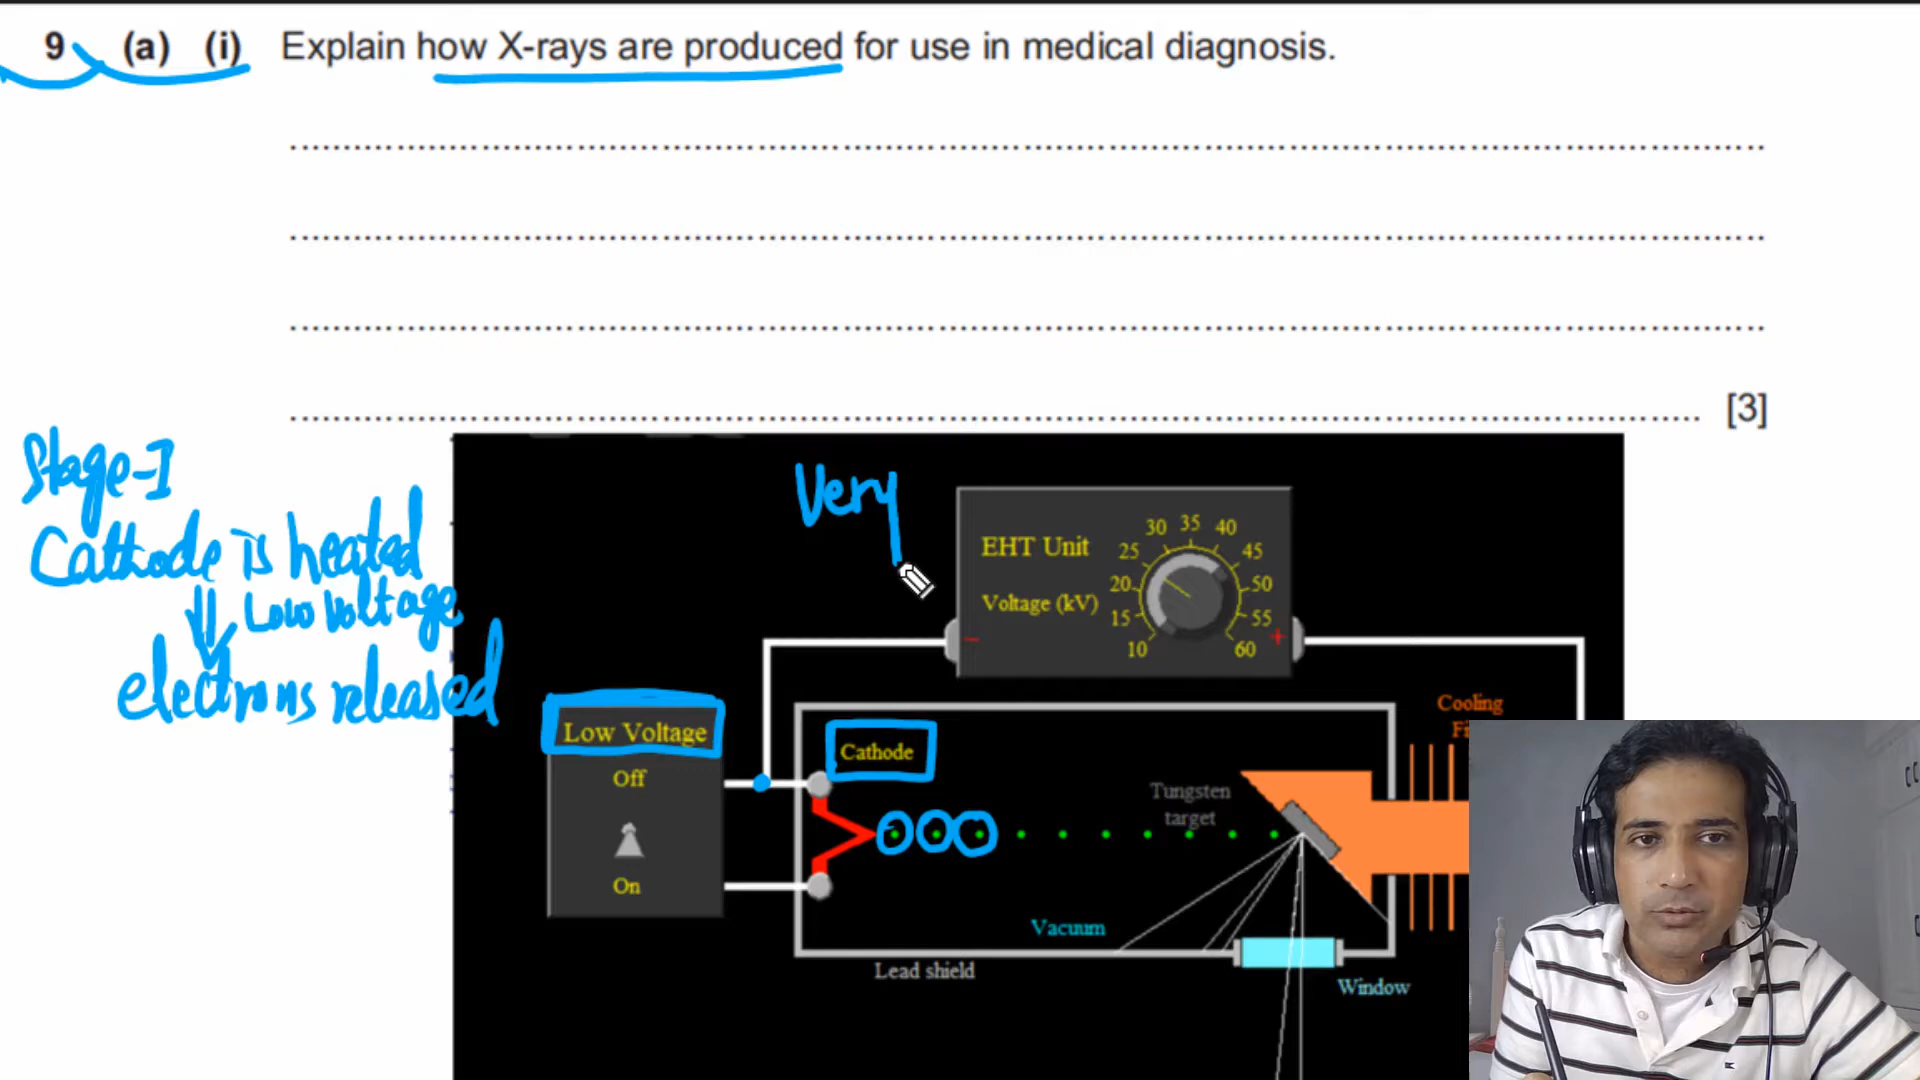 9 (a) (i) Explain how X-rays are produced for use in medical diagnosis.
[3]
Stage-I
Cathode is heated
Low Voltage
electrons released
Very
EHT Unit
Voltage (kV)
10 15 20 25 30 35 40 45 50 55 60
- +
Low Voltage
Off
On
Cathode
Tungsten
target
Cooling
Vacuum
Lead shield
Window